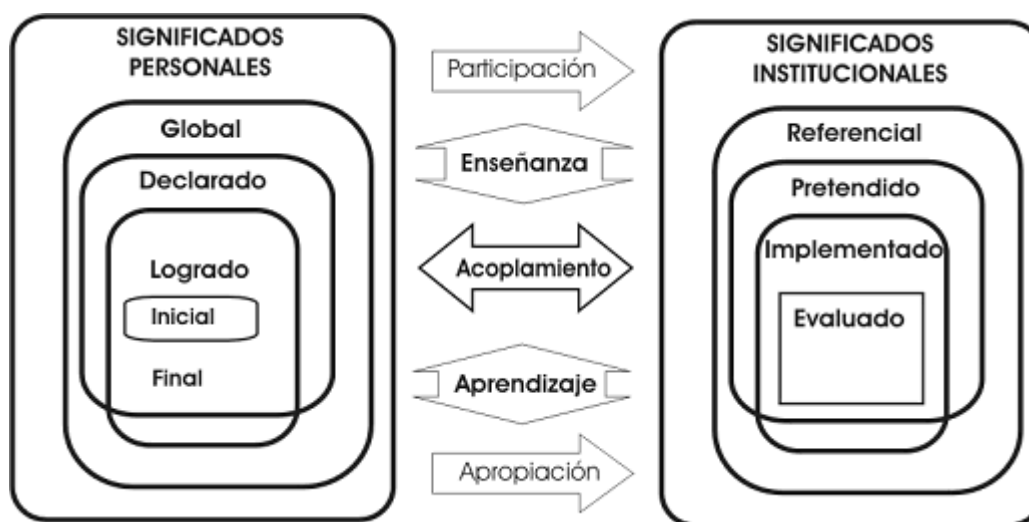 SIGNIFICADOS
PERSONALES
Global
Declarado
Logrado
Inicial
Final
Participación
Enseñanza
Acoplamiento
Aprendizaje
Apropiación
SIGNIFICADOS
INSTITUCIONALES
Referencial
Pretendido
Implementado
Evaluado